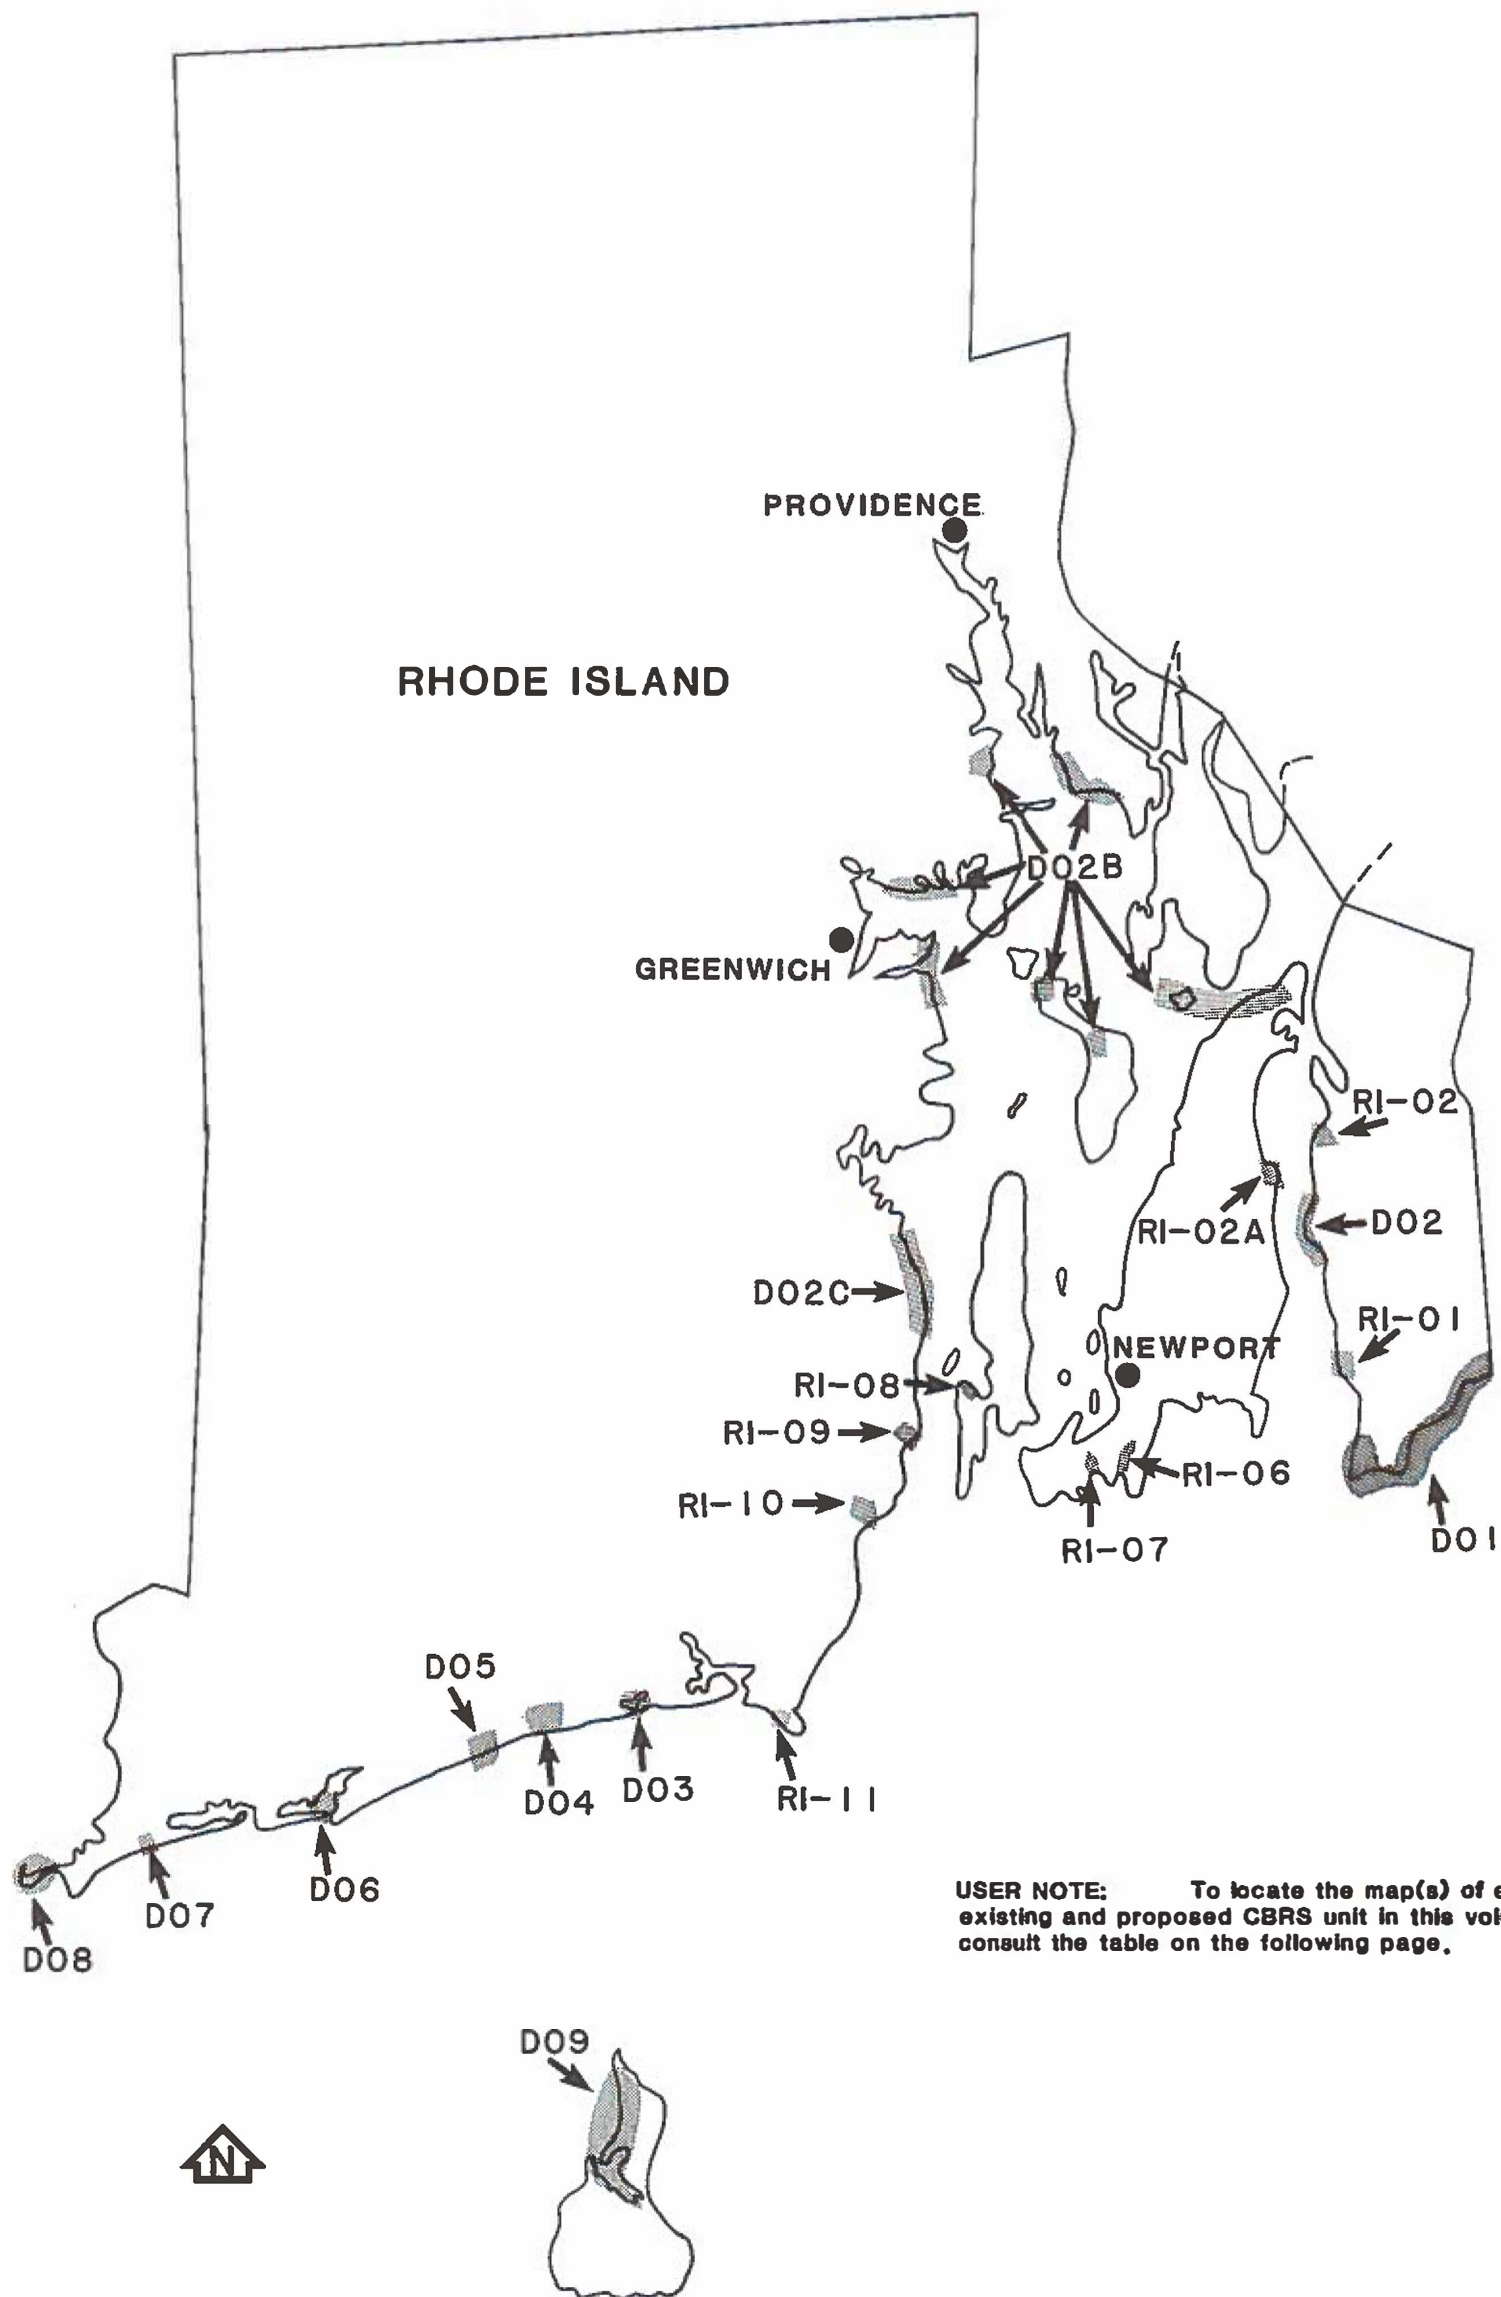 PROVIDENCE
RHODE ISLAND
D02B
GREENWICH
RI-02
RI-02A
D02
D02C
RI-01
NEWPORT
RI-08
RI-09
RI-06
RI-10
RI-07
D01
D05
D04
D03
RI-11
D06
D07
D08
USER NOTE: To locate the map(s) of
existing and proposed CBRS unit in this
consult the table on the following page.
D09
N